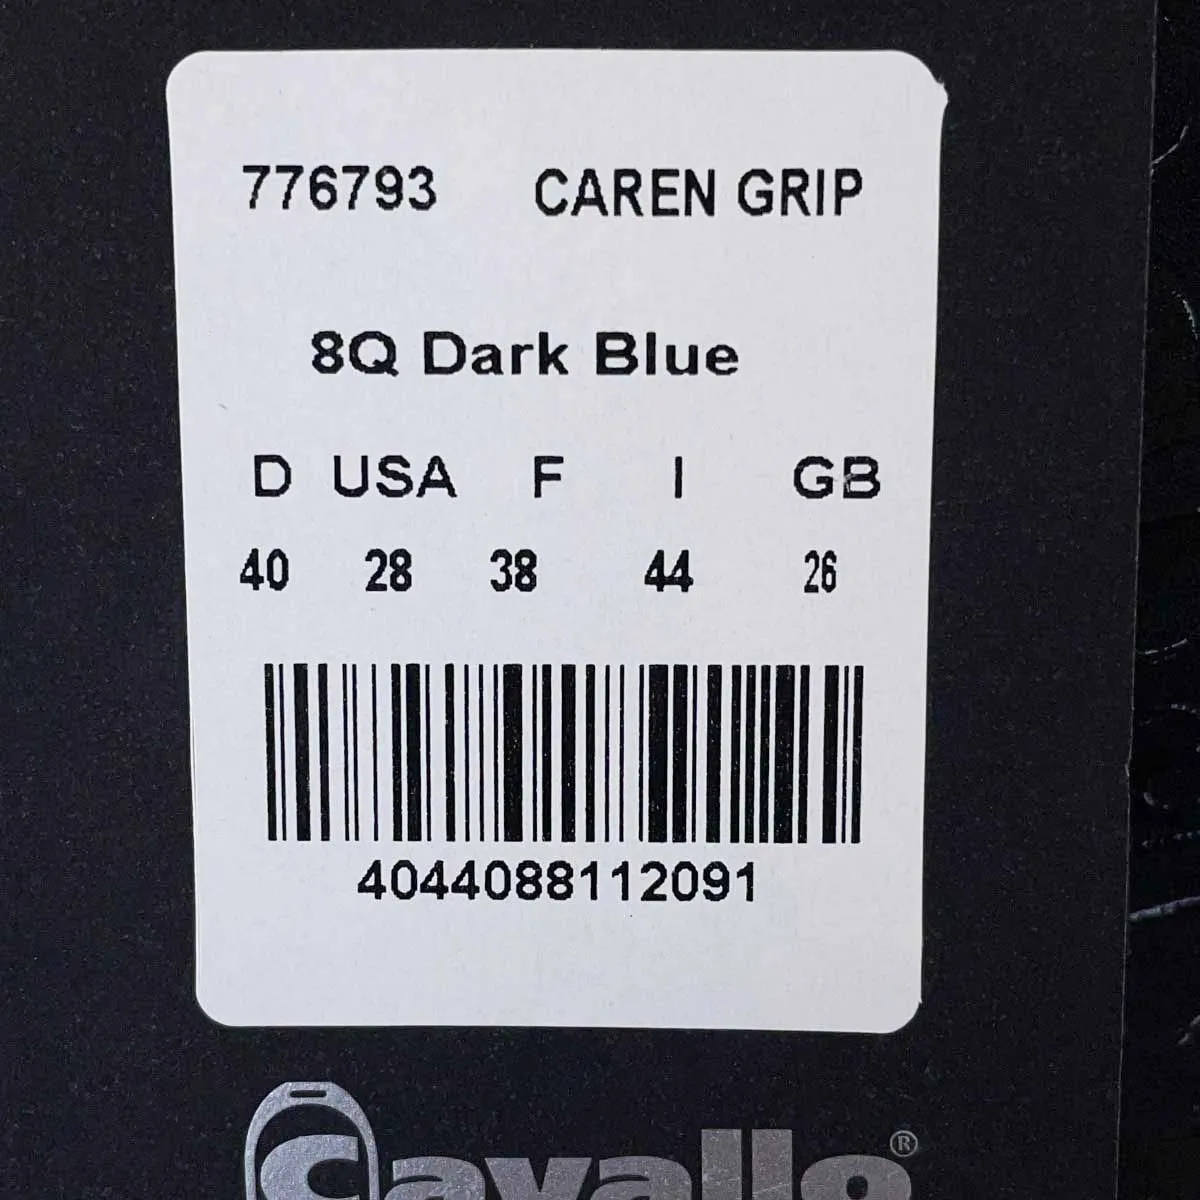 776793 CAREN GRIP
8Q Dark Blue
D USA F I GB
40 28 38 44 26
4044088112091
Cavallo®